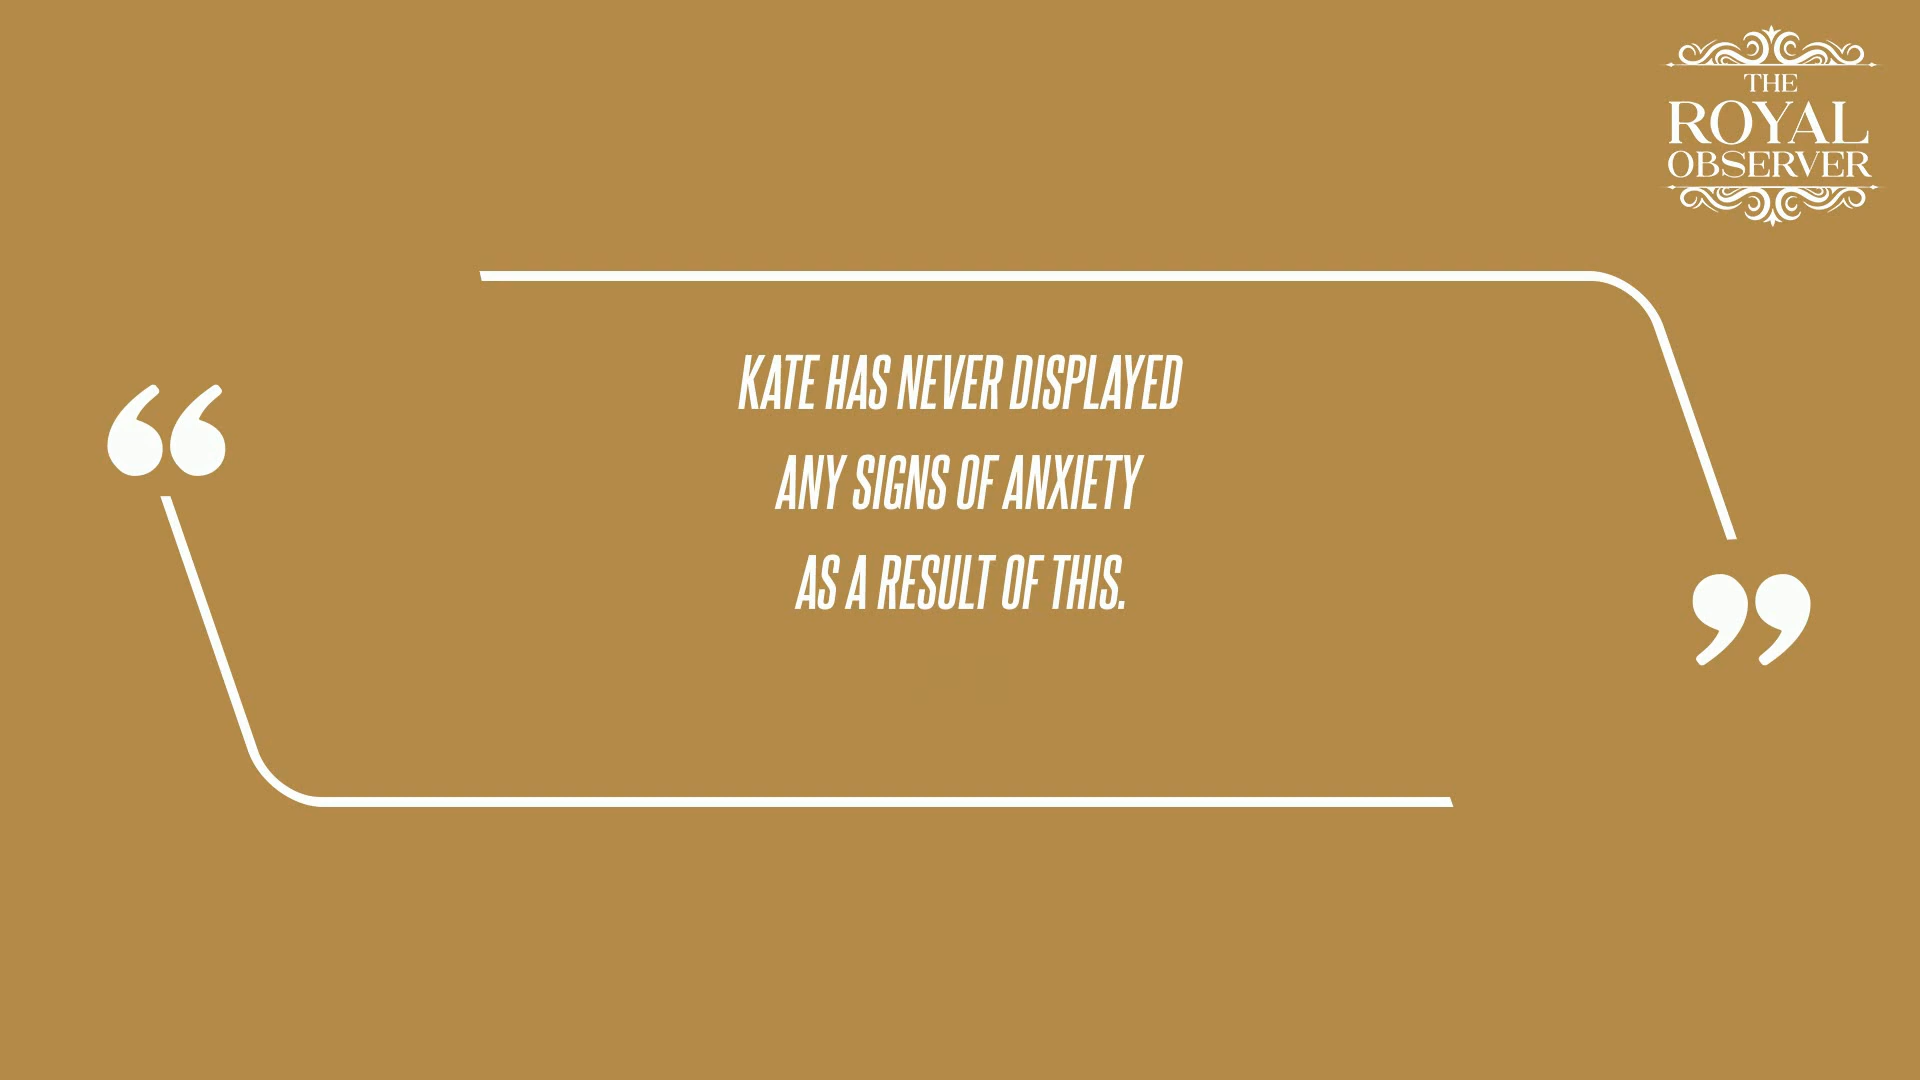 THE
ROYAL
OBSERVER
“
KATE HAS NEVER DISPLAYED
ANY SIGNS OF ANXIETY
AS A RESULT OF THIS.
”